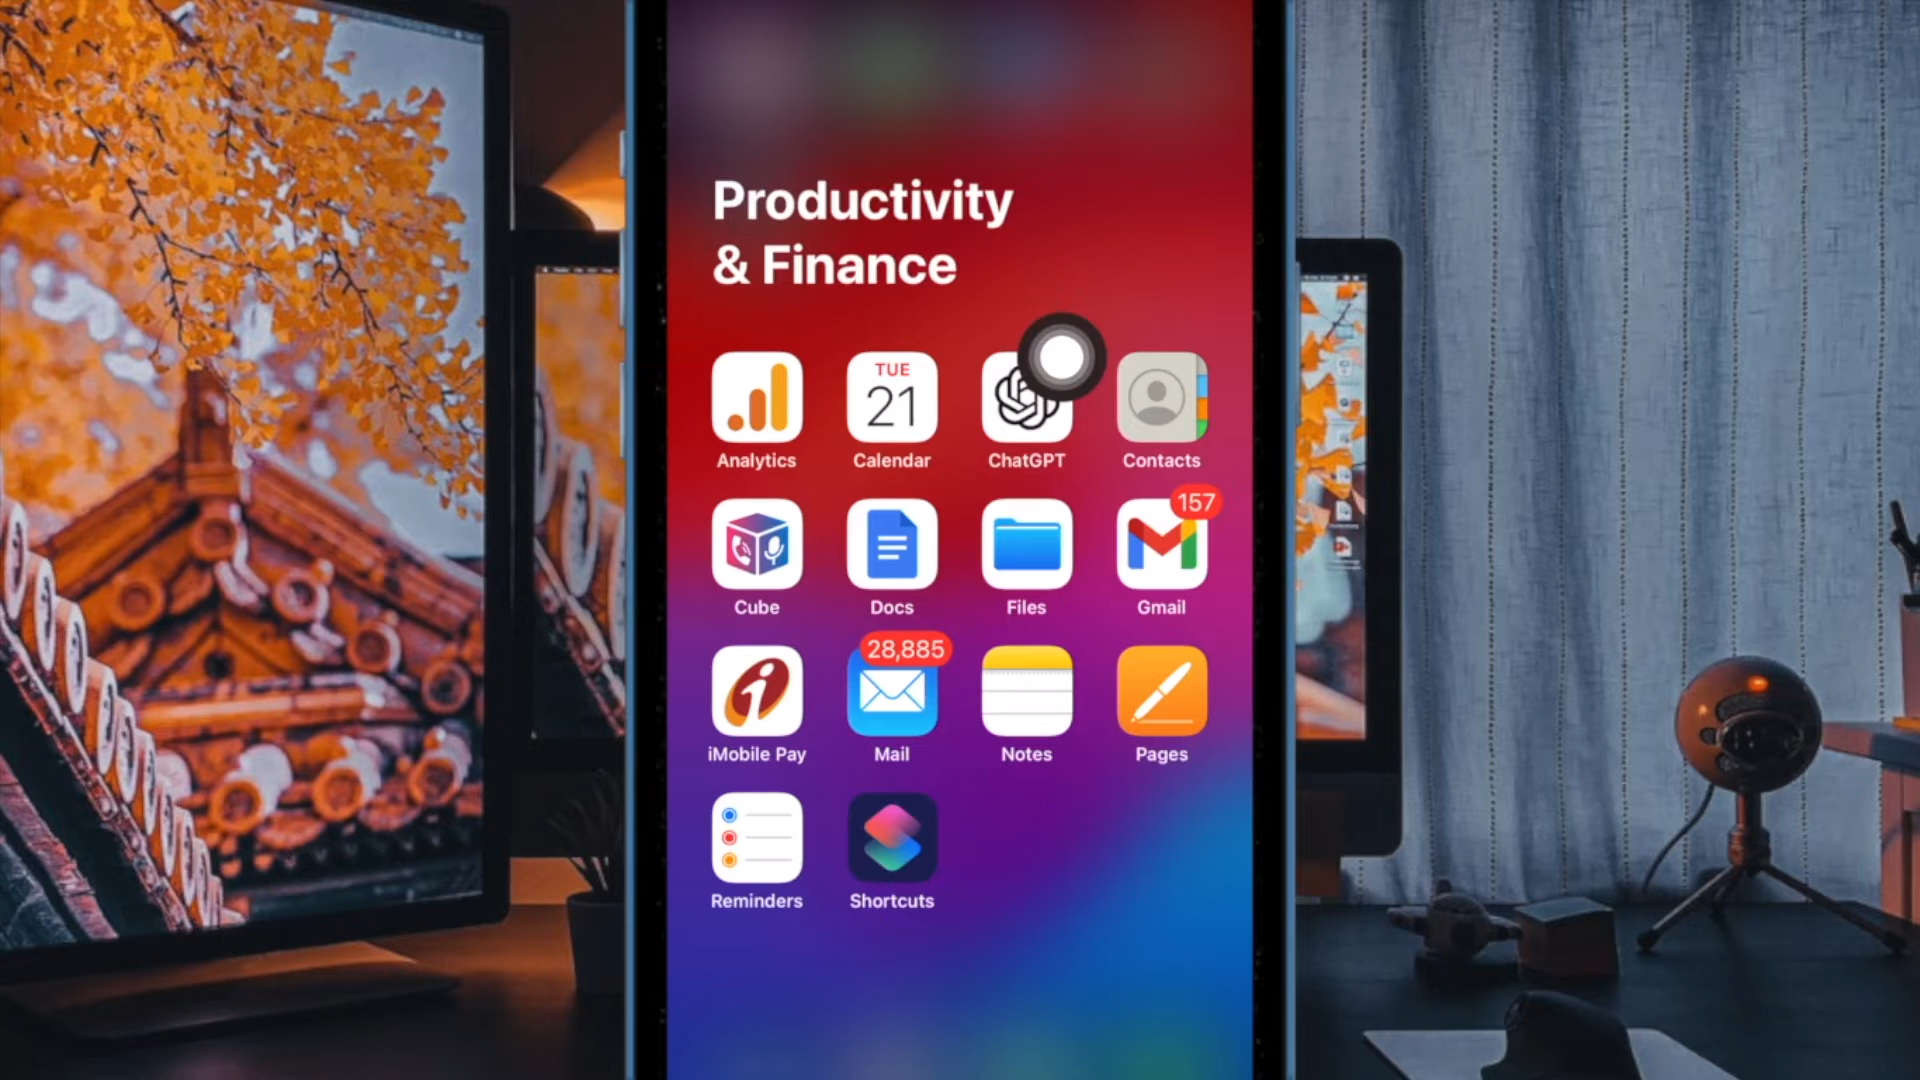 Productivity
& Finance
TUE
21
Analytics
Calendar
ChatGPT
Contacts
157
Cube
Docs
Files
Gmail
28,885
iMobile Pay
Mail
Notes
Pages
Reminders
Shortcuts